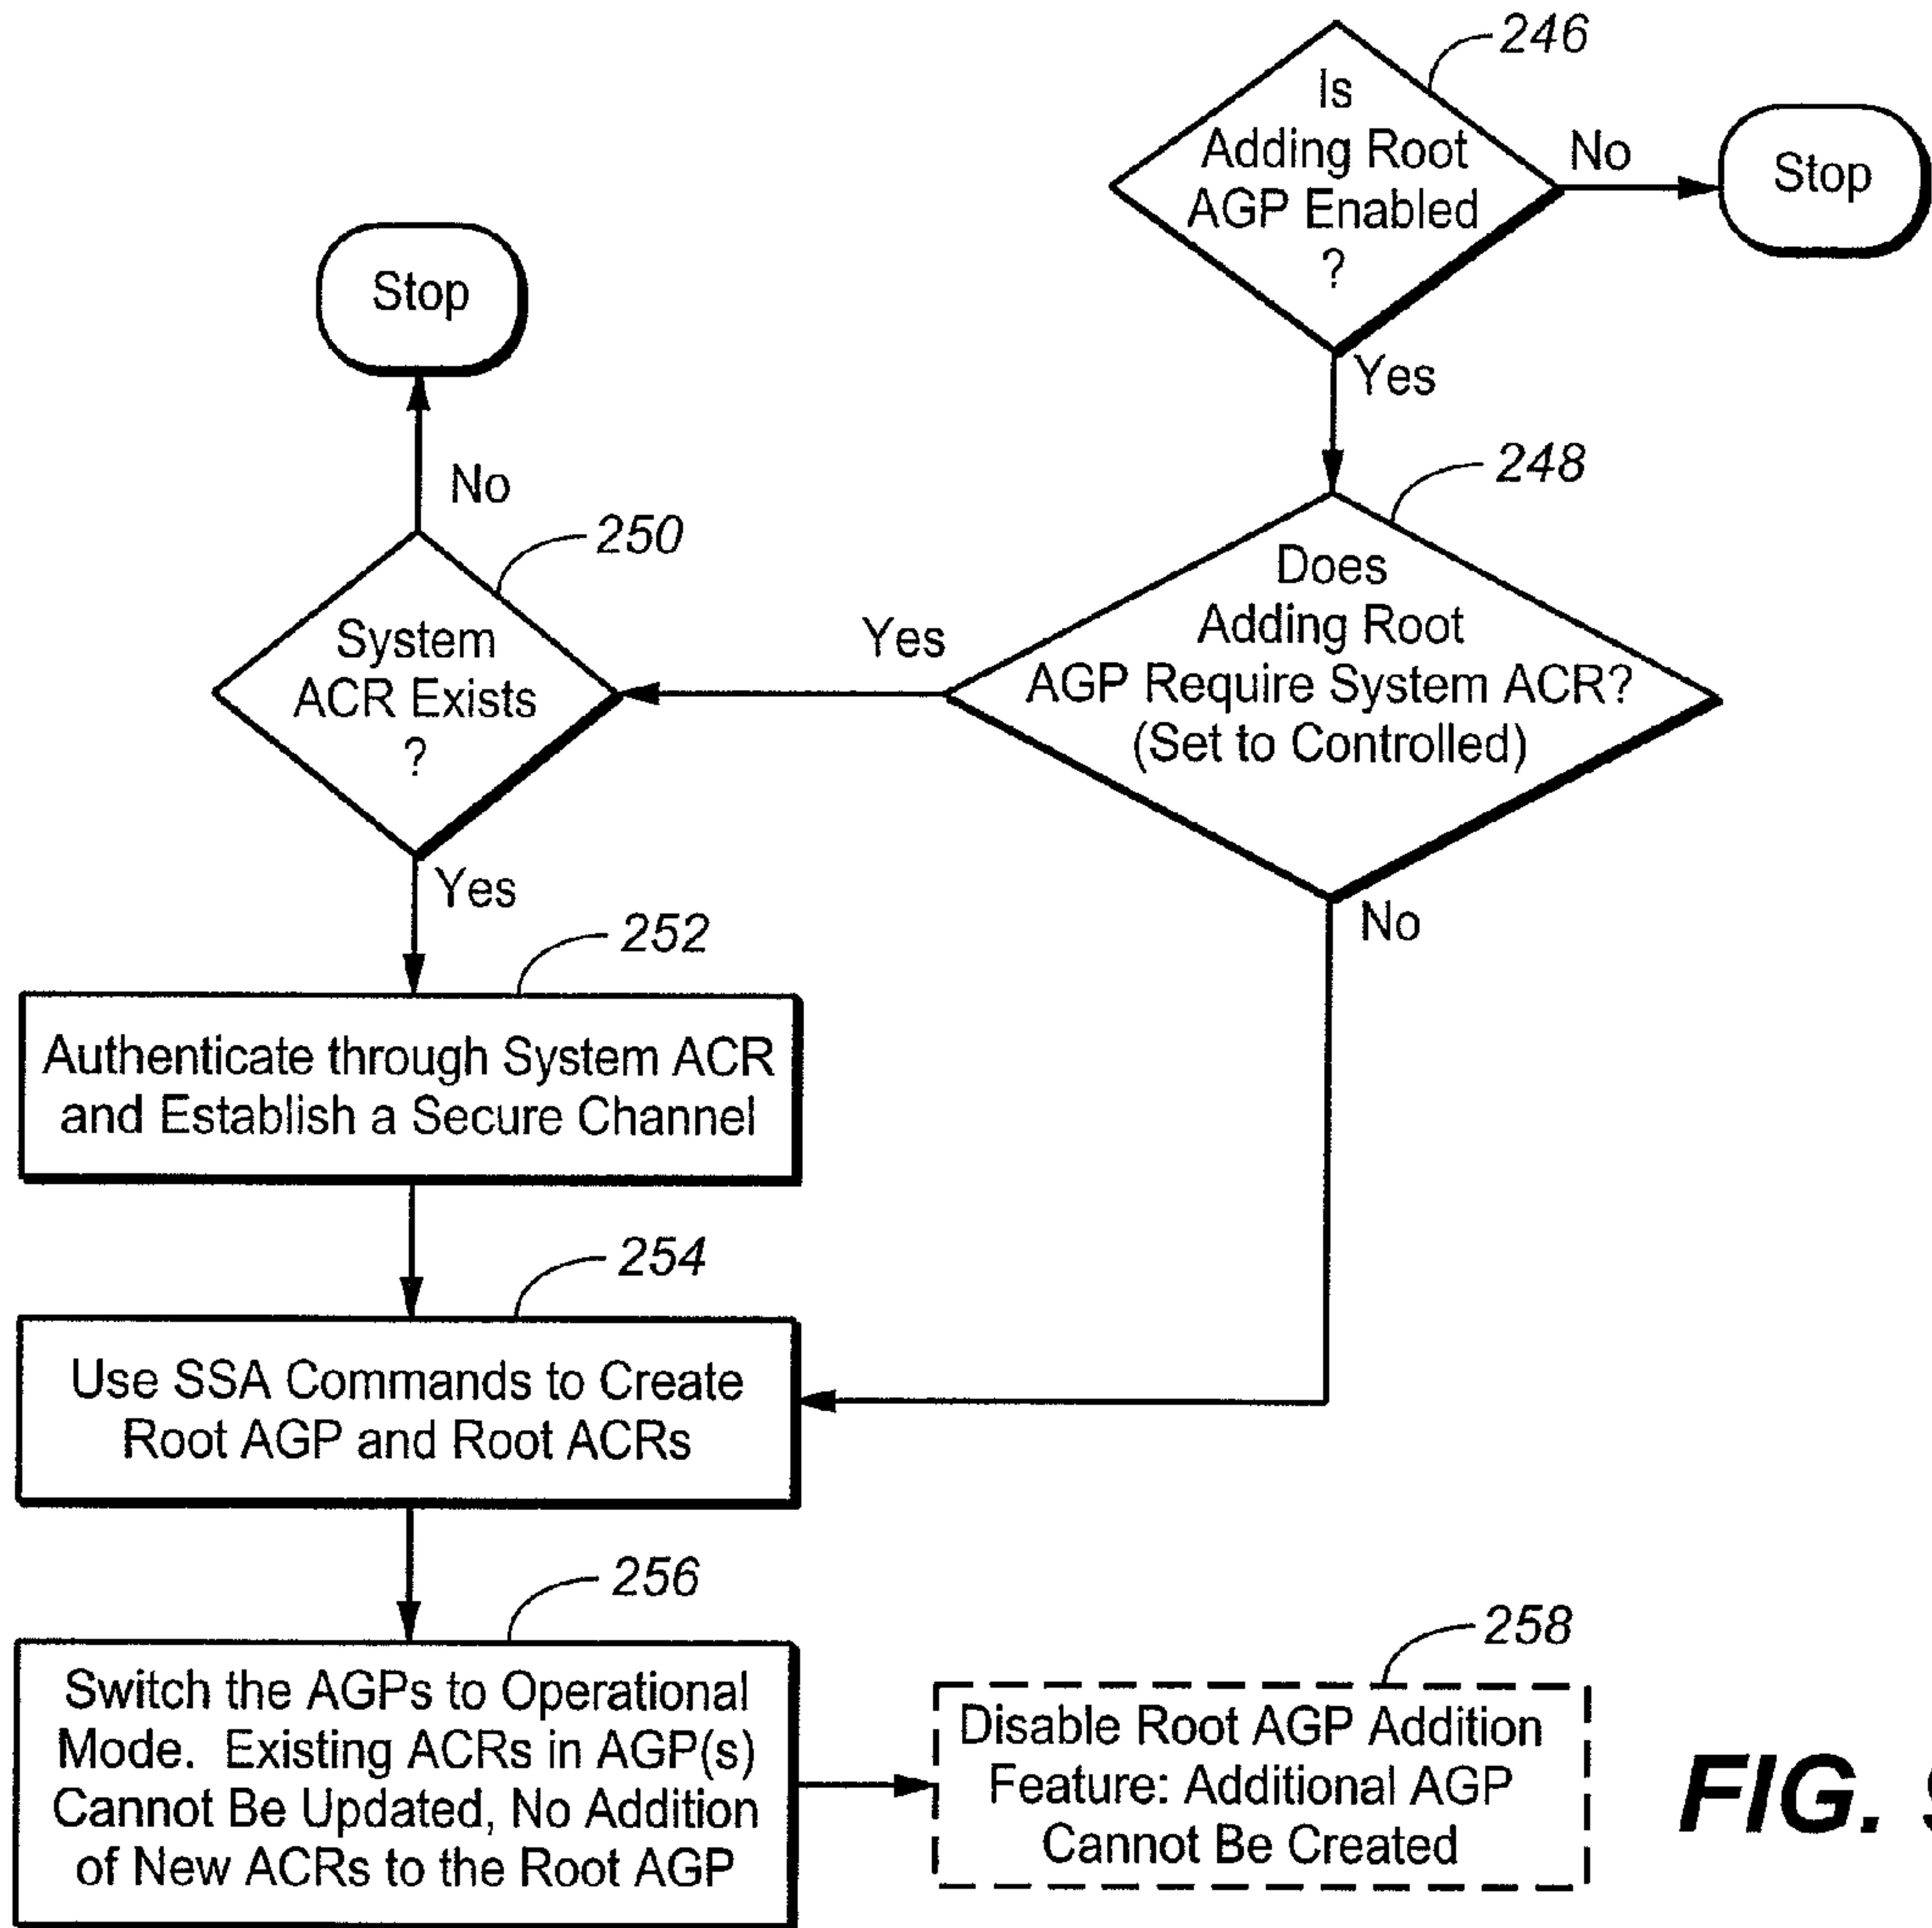 246
Is
Adding Root
AGP Enabled
?
No
Stop
Yes
Stop
No
250
System
ACR Exists
?
Yes
248
Does
Adding Root
AGP Require System ACR?
(Set to Controlled)
Yes
No
252
Authenticate through System ACR
and Establish a Secure Channel
254
Use SSA Commands to Create
Root AGP and Root ACRs
256
Switch the AGPs to Operational
Mode. Existing ACRs in AGP(s)
Cannot Be Updated, No Addition
of New ACRs to the Root AGP
258
Disable Root AGP Addition
Feature: Additional AGP
Cannot Be Created
FIG.